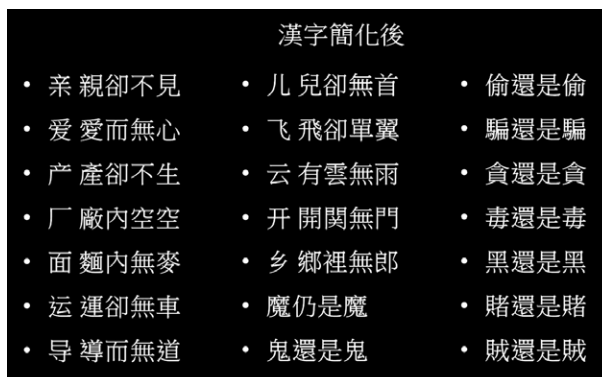 漢字簡化後
• 亲 親卻不見
• 爱 愛而無心
• 产 產卻不生
• 厂 廠內空空
• 面 麵內無麥
• 运 運卻無車
• 导 導而無道
• 儿 兒卻無首
• 飞 飛卻單翼
• 云 有雲無雨
• 开 開関無門
• 乡 鄉裡無郎
• 魔仍是魔
• 鬼還是鬼
• 偷還是偷
• 騙還是騙
• 貪還是貪
• 毒還是毒
• 黑還是黑
• 賭還是賭
• 賊還是賊